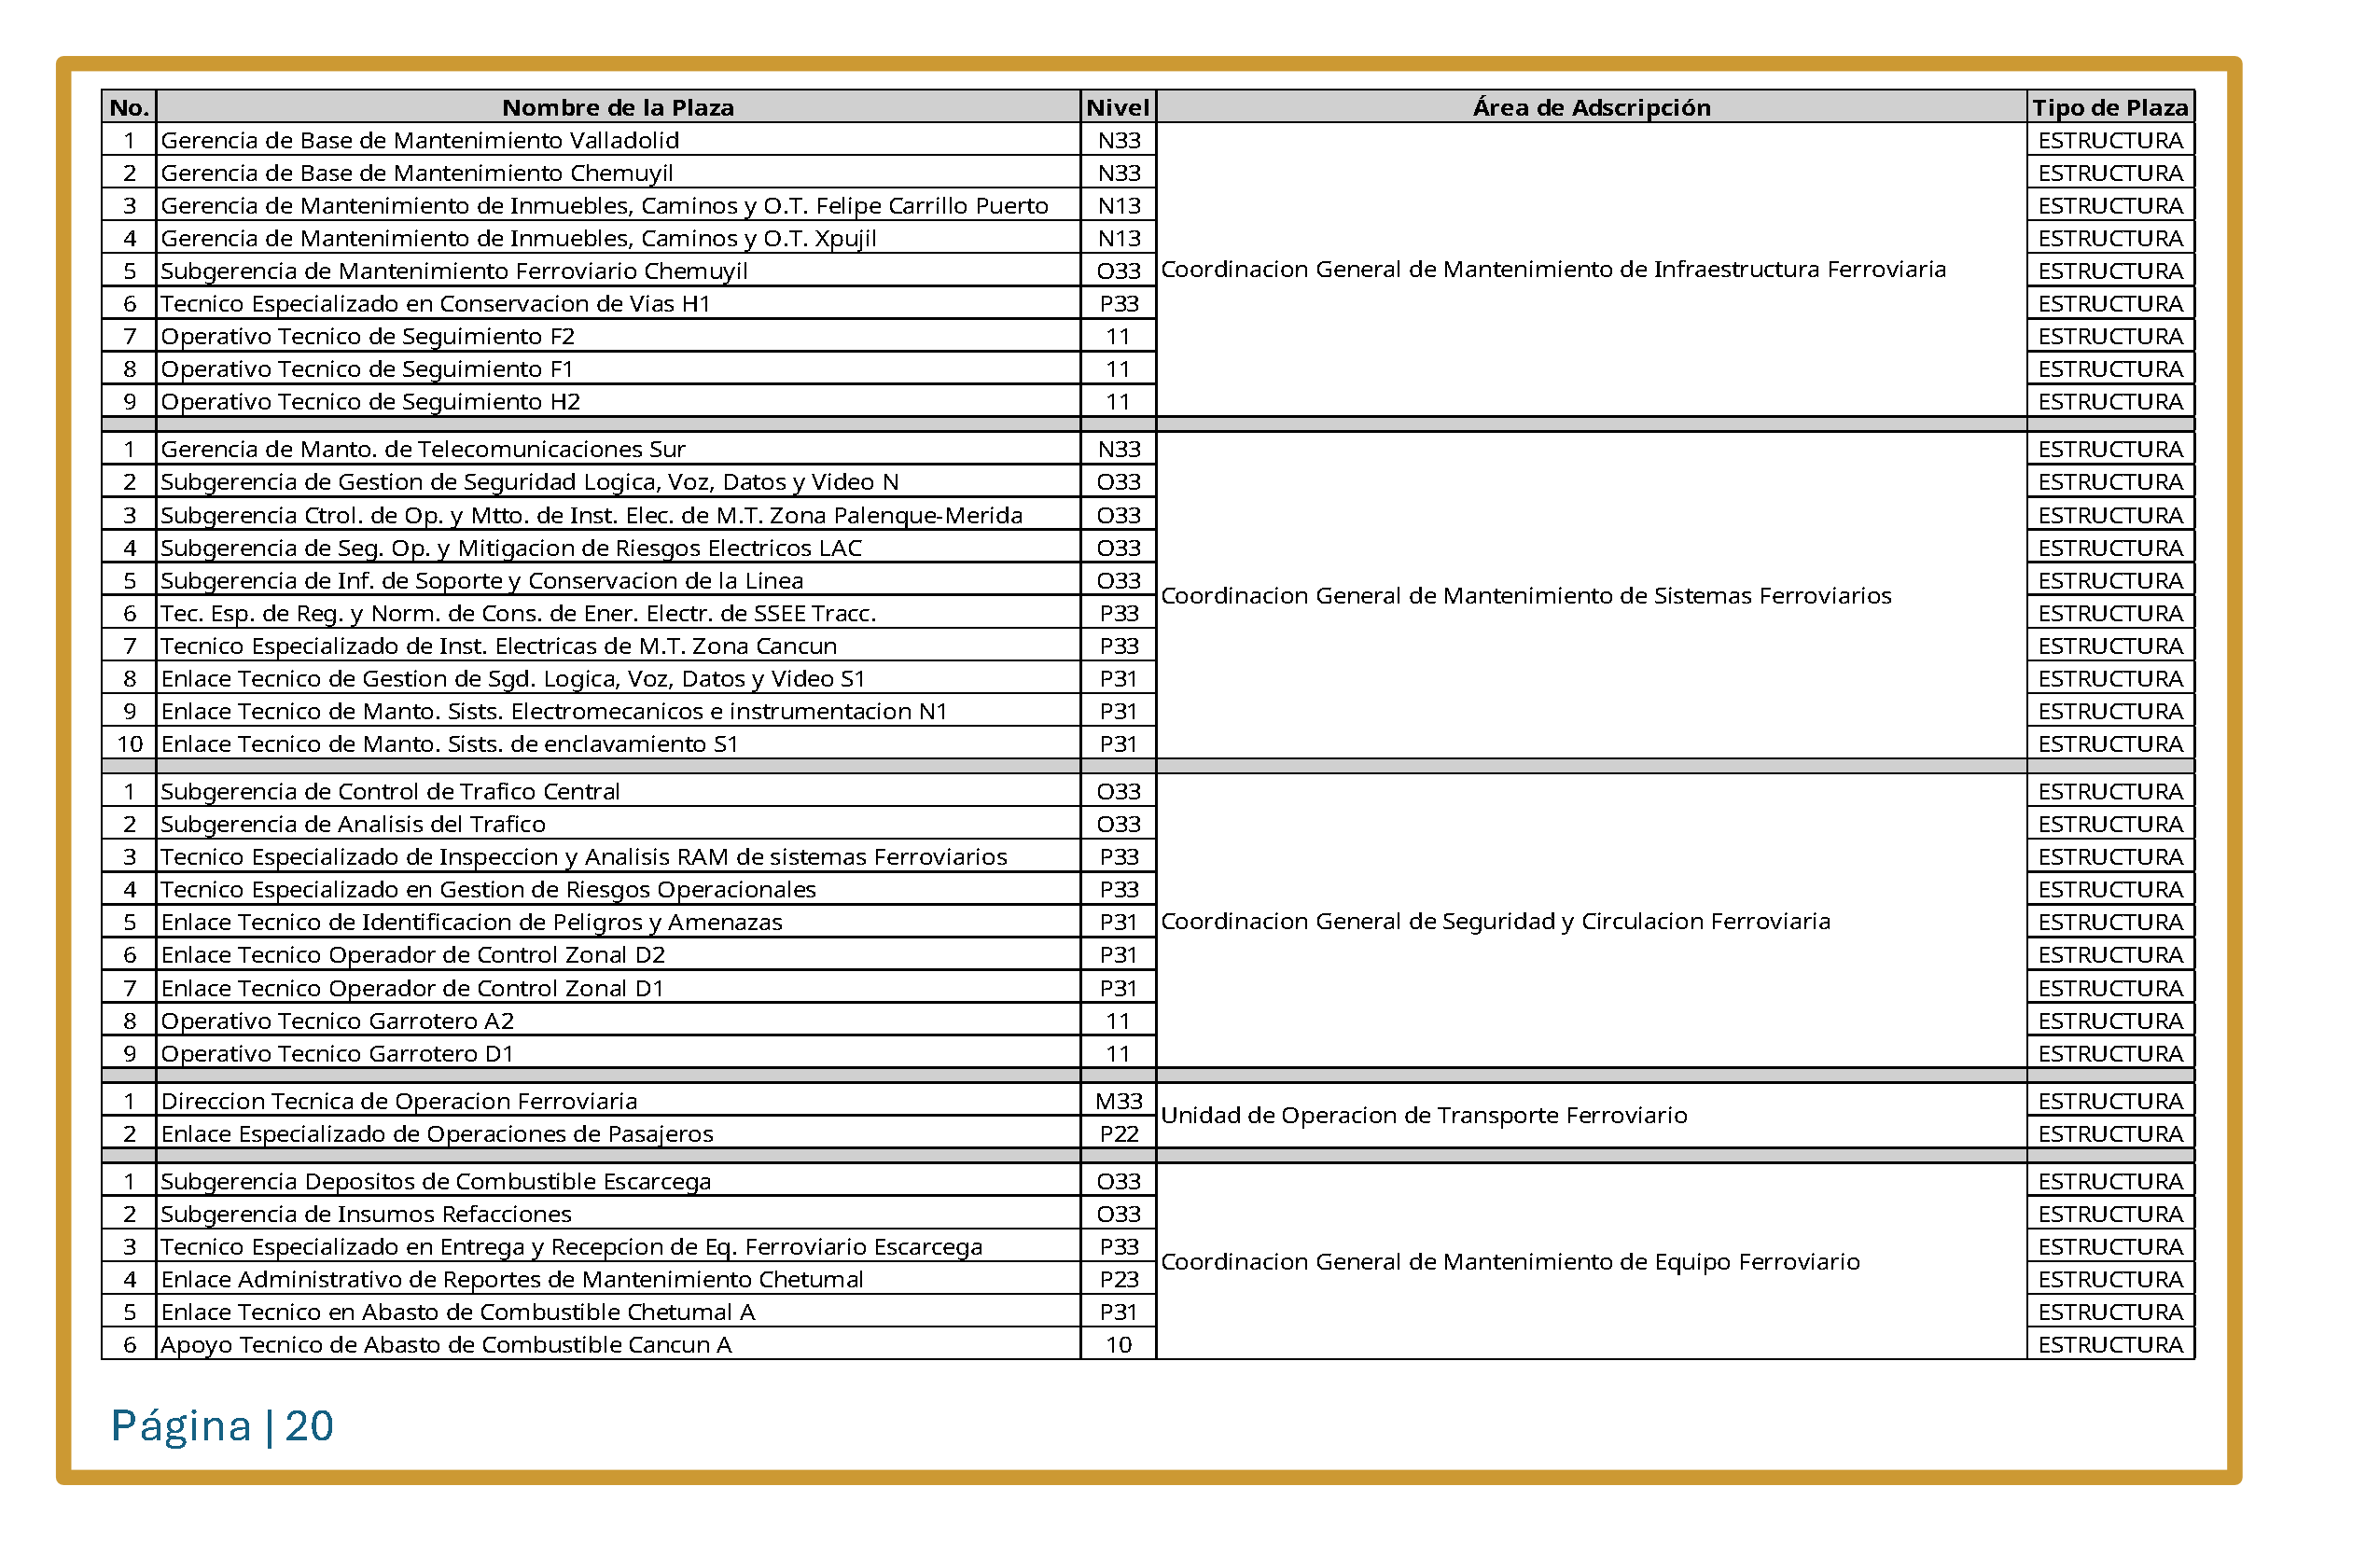 No. Nombre de la Plaza Nivel Área de Adscripción Tipo de Plaza
1 Gerencia de Base de Mantenimiento Valladolid N33 ESTRUCTURA
2 Gerencia de Base de Mantenimiento Chemuyil N33 ESTRUCTURA
3 Gerencia de Mantenimiento de Inmuebles, Caminos y O.T. Felipe Carrillo Puerto N13 ESTRUCTURA
4 Gerencia de Mantenimiento de Inmuebles, Caminos y O.T. Xpujil N13 ESTRUCTURA
5 Subgerencia de Mantenimiento Ferroviario Chemuyil O33 Coordinacion General de Mantenimiento de Infraestructura Ferroviaria ESTRUCTURA
6 Tecnico Especializado en Conservacion de Vias H1 P33 ESTRUCTURA
7 Operativo Tecnico de Seguimiento F2 11 ESTRUCTURA
8 Operativo Tecnico de Seguimiento F1 11 ESTRUCTURA
9 Operativo Tecnico de Seguimiento H2 11 ESTRUCTURA
1 Gerencia de Manto. de Telecomunicaciones Sur N33 ESTRUCTURA
2 Subgerencia de Gestion de Seguridad Logica, Voz, Datos y Video N O33 ESTRUCTURA
3 Subgerencia Ctrol. de Op. y Mtto. de Inst. Elec. de M.T. Zona Palenque-Merida O33 ESTRUCTURA
4 Subgerencia de Seg. Op. y Mitigacion de Riesgos Electricos LAC O33 ESTRUCTURA
5 Subgerencia de Inf. de Soporte y Conservacion de la Linea O33 ESTRUCTURA
Coordinacion General de Mantenimiento de Sistemas Ferroviarios
6 Tec. Esp. de Reg. y Norm. de Cons. de Ener. Electr. de SSEE Tracc. P33 ESTRUCTURA
7 Tecnico Especializado de Inst. Electricas de M.T. Zona Cancun P33 ESTRUCTURA
8 Enlace Tecnico de Gestion de Sgd. Logica, Voz, Datos y Video S1 P31 ESTRUCTURA
9 Enlace Tecnico de Manto. Sists. Electromecanicos e instrumentacion N1 P31 ESTRUCTURA
10 Enlace Tecnico de Manto. Sists. de enclavamiento S1 P31 ESTRUCTURA
1 Subgerencia de Control de Trafico Central O33 ESTRUCTURA
2 Subgerencia de Analisis del Trafico O33 ESTRUCTURA
3 Tecnico Especializado de Inspeccion y Analisis RAM de sistemas Ferroviarios P33 ESTRUCTURA
4 Tecnico Especializado en Gestion de Riesgos Operacionales P33 ESTRUCTURA
5 Enlace Tecnico de Identificacion de Peligros y Amenazas P31 Coordinacion General de Seguridad y Circulacion Ferroviaria ESTRUCTURA
6 Enlace Tecnico Operador de Control Zonal D2 P31 ESTRUCTURA
7 Enlace Tecnico Operador de Control Zonal D1 P31 ESTRUCTURA
8 Operativo Tecnico Garrotero A2 11 ESTRUCTURA
9 Operativo Tecnico Garrotero D1 11 ESTRUCTURA
1 Direccion Tecnica de Operacion Ferroviaria M33 ESTRUCTURA
Unidad de Operacion de Transporte Ferroviario
2 Enlace Especializado de Operaciones de Pasajeros P22 ESTRUCTURA
1 Subgerencia Depositos de Combustible Escarcega O33 ESTRUCTURA
2 Subgerencia de Insumos Refacciones O33 ESTRUCTURA
3 Tecnico Especializado en Entrega y Recepcion de Eq. Ferroviario Escarcega P33 ESTRUCTURA
Coordinacion General de Mantenimiento de Equipo Ferroviario
4 Enlace Administrativo de Reportes de Mantenimiento Chetumal P23 ESTRUCTURA
5 Enlace Tecnico en Abasto de Combustible Chetumal A P31 ESTRUCTURA
6 Apoyo Tecnico de Abasto de Combustible Cancun A 10 ESTRUCTURA
Página | 20